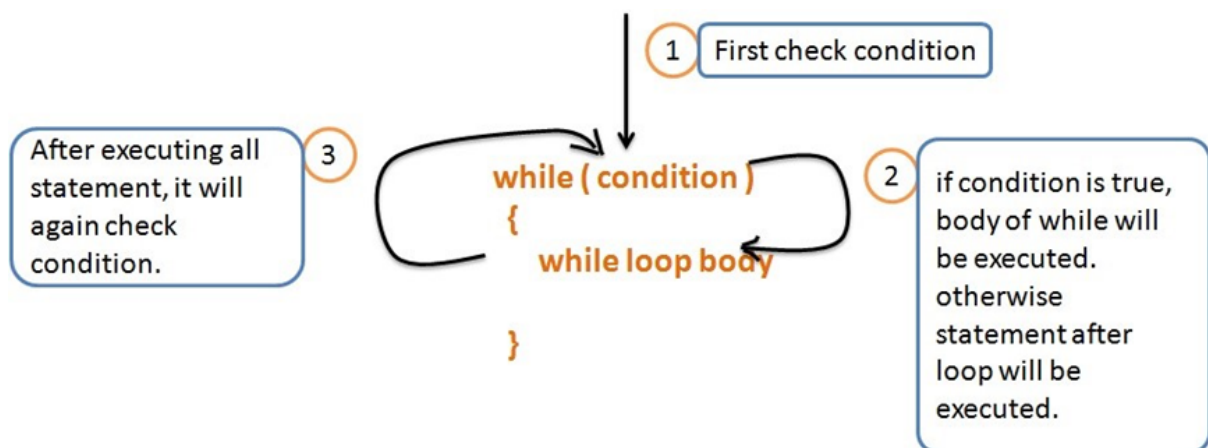 1
First check condition
After executing all
statement, it will
again check
condition.
3
while ( condition )
{
while loop body
}
2
if condition is true,
body of while will
be executed.
otherwise
statement after
loop will be
executed.